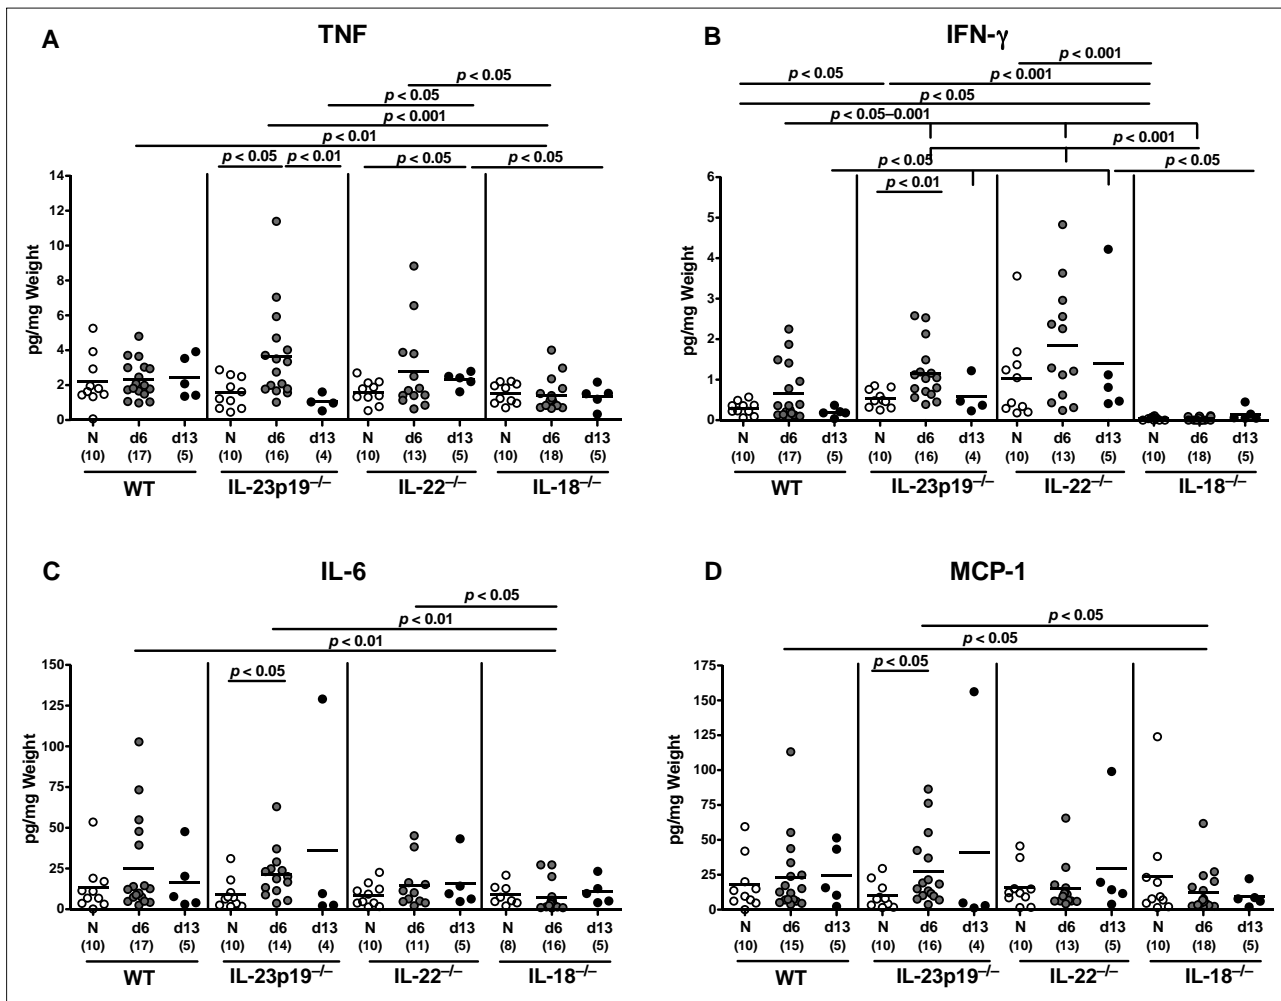 A
TNF
p < 0.05
p < 0.05
p < 0.001
p < 0.01
p < 0.05
p < 0.01
p < 0.05
p < 0.05
pg/mg Weight
14
12
10
8
6
4
2
0
N d6 d13 N d6 d13 N d6 d13 N d6 d13
(10) (17) (5) (10) (16) (4) (10) (13) (5) (10) (18) (5)
WT IL-23p19–/– IL-22–/– IL-18–/–
B
IFN-γ
p < 0.001
p < 0.05
p < 0.001
p < 0.05
p < 0.05–0.001
p < 0.001
p < 0.05
p < 0.05
p < 0.01
pg/mg Weight
6
5
4
3
2
1
0
N d6 d13 N d6 d13 N d6 d13 N d6 d13
(10) (17) (5) (10) (16) (4) (10) (13) (5) (10) (18) (5)
WT IL-23p19–/– IL-22–/– IL-18–/–
C
IL-6
p < 0.05
p < 0.01
p < 0.01
p < 0.05
pg/mg Weight
150
125
100
75
50
25
0
N d6 d13 N d6 d13 N d6 d13 N d6 d13
(10) (17) (5) (10) (14) (4) (10) (11) (5) (8) (16) (5)
WT IL-23p19–/– IL-22–/– IL-18–/–
D
MCP-1
p < 0.05
p < 0.05
p < 0.05
pg/mg Weight
175
150
125
100
75
50
25
0
N d6 d13 N d6 d13 N d6 d13 N d6 d13
(10) (15) (5) (10) (16) (4) (10) (13) (5) (10) (18) (5)
WT IL-23p19–/– IL-22–/– IL-18–/–